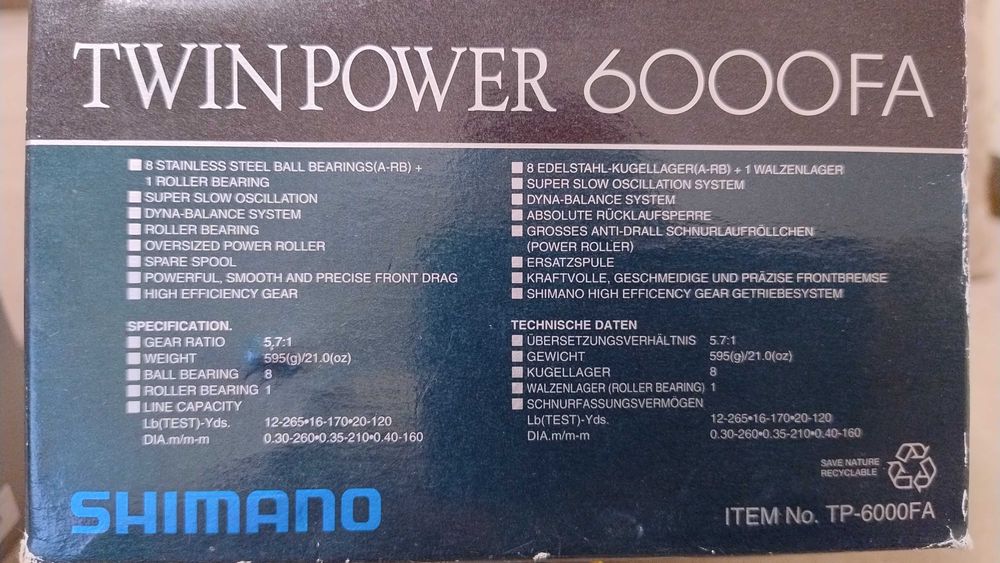 TWINPOWER 6000FA
8 STAINLESS STEEL BALL BEARINGS(A-RB) +
1 ROLLER BEARING
SUPER SLOW OSCILLATION
DYNA-BALANCE SYSTEM
ROLLER BEARING
OVERSIZED POWER ROLLER
SPARE SPOOL
POWERFUL, SMOOTH AND PRECISE FRONT DRAG
HIGH EFFICIENCY GEAR
SPECIFICATION.
GEAR RATIO 5.7:1
WEIGHT 595(g)/21.0(oz)
BALL BEARING 8
ROLLER BEARING 1
LINE CAPACITY
Lb(TEST)-Yds. 12-265•16-170•20-120
DIA.m/m-m 0.30-260•0.35-210•0.40-160
8 EDELSTAHL-KUGELLAGER(A-RB) + 1 WALZENLAGER
SUPER SLOW OSCILLATION SYSTEM
DYNA-BALANCE SYSTEM
ABSOLUTE RÜCKLAUFSPERRE
GROSSES ANTI-DRALL SCHNURLAUFRÖLLCHEN
(POWER ROLLER)
ERSATZSPULE
KRAFTVOLLE, GESCHMEIDIGE UND PRÄZISE FRONTBREMSE
SHIMANO HIGH EFFICENCY GEAR GETRIEBESYSTEM
TECHNISCHE DATEN
ÜBERSETZUNGSVERHÄLTNIS 5.7:1
GEWICHT 595(g)/21.0(oz)
KUGELLAGER 8
WALZENLAGER (ROLLER BEARING) 1
SCHNURFASSUNGSVERMÖGEN
Lb(TEST)-Yds. 12-265•16-170•20-120
DIA.m/m-m 0.30-260•0.35-210•0.40-160
SAVE NATURE
RECYCLABLE
SHIMANO
ITEM No. TP-6000FA